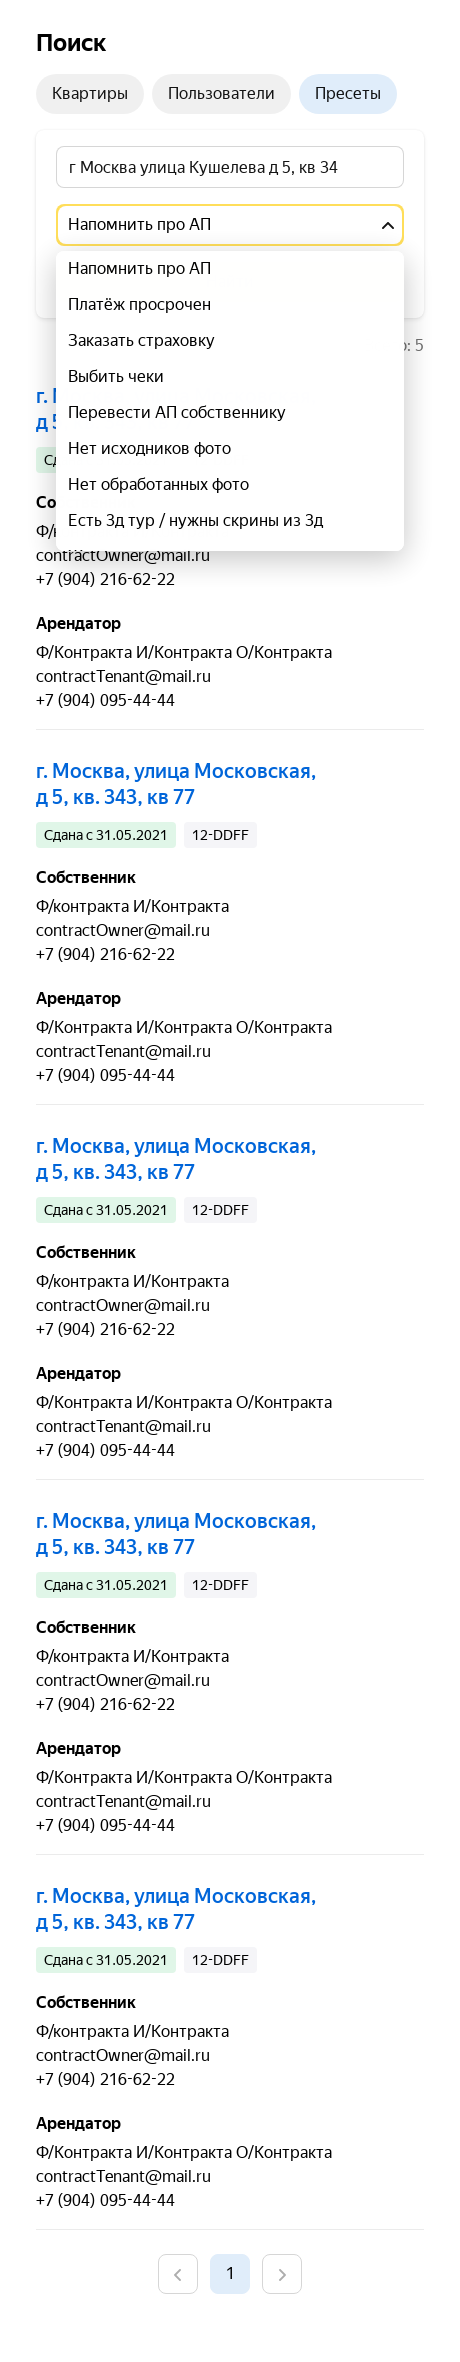 Поиск
Квартиры Пользователи Пресеты
г Москва улица Кушелева д 5, кв 34
Напомнить про АП
Напомнить про АП
Платёж просрочен
Заказать страховку
: 5
Выбить чеки
г.
Перевести АП собственнику
д 5
Нет исходников фото
Нет обработанных фото
Есть 3д тур / нужны скрины из 3д
contractOwner@mail.ru
+7 (904) 216-62-22
Арендатор
Ф/Контракта И/Контракта О/Контракта
contractTenant@mail.ru
+7 (904) 095-44-44
г. Москва, улица Московская,
д 5, кв. 343, кв 77
Сдана с 31.05.2021 12-DDFF
Собственник
Ф/контракта И/Контракта
contractOwner@mail.ru
+7 (904) 216-62-22
Арендатор
Ф/Контракта И/Контракта О/Контракта
contractTenant@mail.ru
+7 (904) 095-44-44
г. Москва, улица Московская,
д 5, кв. 343, кв 77
Сдана с 31.05.2021 12-DDFF
Собственник
Ф/контракта И/Контракта
contractOwner@mail.ru
+7 (904) 216-62-22
Арендатор
Ф/Контракта И/Контракта О/Контракта
contractTenant@mail.ru
+7 (904) 095-44-44
г. Москва, улица Московская,
д 5, кв. 343, кв 77
Сдана с 31.05.2021 12-DDFF
Собственник
Ф/контракта И/Контракта
contractOwner@mail.ru
+7 (904) 216-62-22
Арендатор
Ф/Контракта И/Контракта О/Контракта
contractTenant@mail.ru
+7 (904) 095-44-44
г. Москва, улица Московская,
д 5, кв. 343, кв 77
Сдана с 31.05.2021 12-DDFF
Собственник
Ф/контракта И/Контракта
contractOwner@mail.ru
+7 (904) 216-62-22
Арендатор
Ф/Контракта И/Контракта О/Контракта
contractTenant@mail.ru
+7 (904) 095-44-44
1